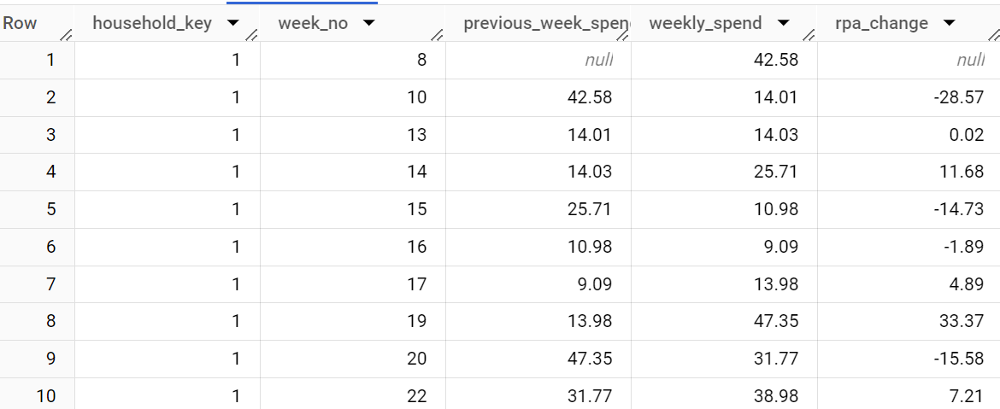 Row household_key week_no previous_week_spen weekly_spend rpa_change
1 1 8 null 42.58 null
2 1 10 42.58 14.01 -28.57
3 1 13 14.01 14.03 0.02
4 1 14 14.03 25.71 11.68
5 1 15 25.71 10.98 -14.73
6 1 16 10.98 9.09 -1.89
7 1 17 9.09 13.98 4.89
8 1 19 13.98 47.35 33.37
9 1 20 47.35 31.77 -15.58
10 1 22 31.77 38.98 7.21